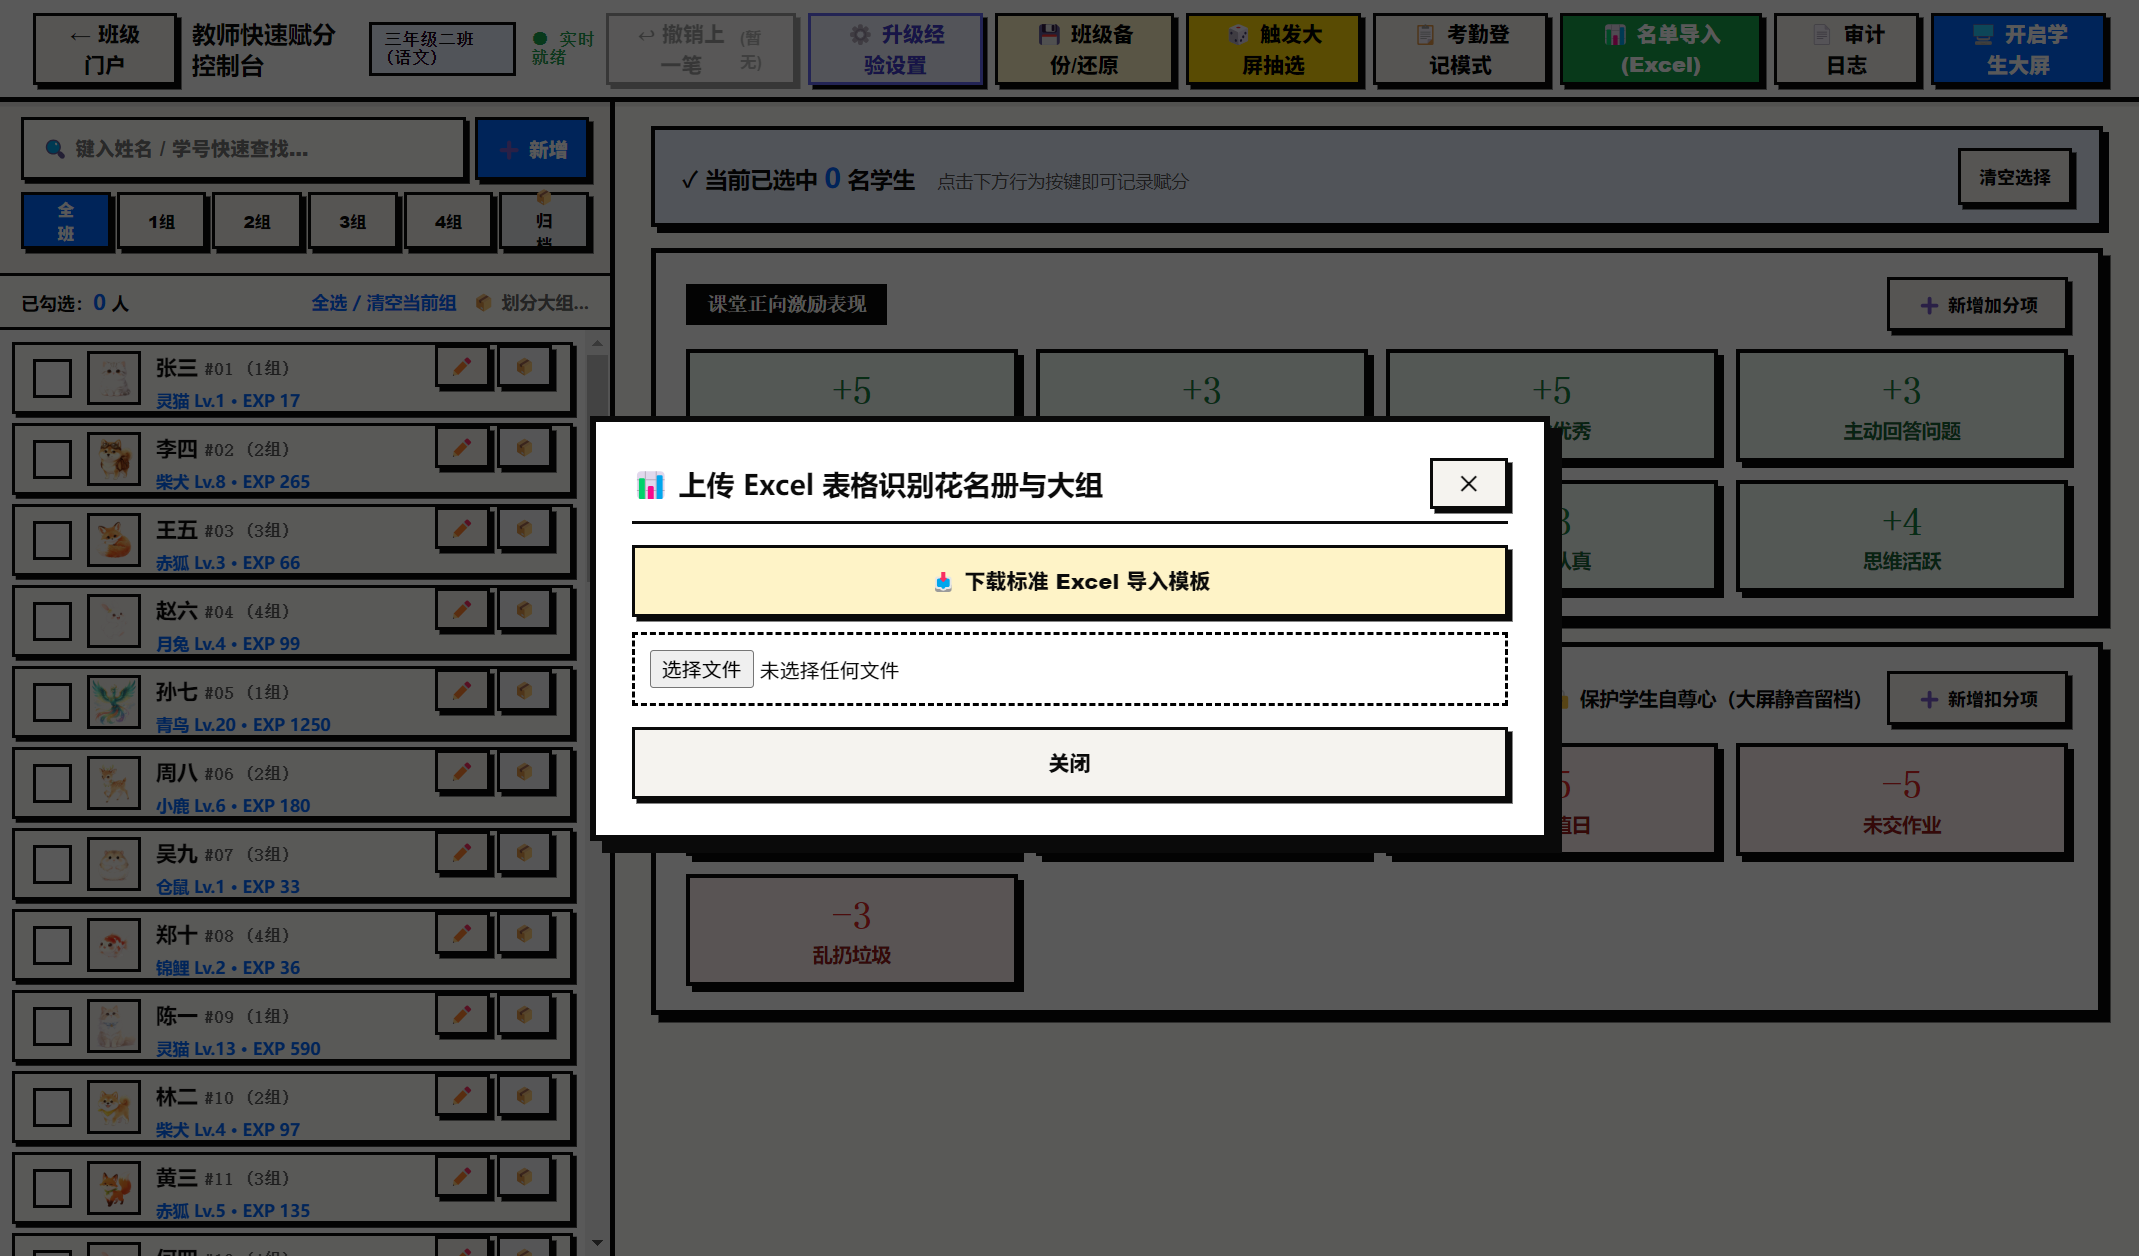 ← 班级
门户
教师快速赋分
控制台
三年级二班
(语文)
● 实时
就绪
↩ 撤销上
一笔
(暂
无)
升级经
验设置
班级备
份/还原
触发大
屏抽选
考勤登
记模式
名单导入
(Excel)
审计
日志
开启学
生大屏
键入姓名 / 学号快速查找...
新增
全
班
1组
2组
3组
4组
归
档
已勾选: 0 人
全选 / 清空当前组
划分大组...
张三 #01 (1组)
灵猫 Lv.1 • EXP 17
李四 #02 (2组)
柴犬 Lv.8 • EXP 265
王五 #03 (3组)
赤狐 Lv.3 • EXP 66
赵六 #04 (4组)
月兔 Lv.4 • EXP 99
孙七 #05 (1组)
青鸟 Lv.20 • EXP 1250
周八 #06 (2组)
小鹿 Lv.6 • EXP 180
吴九 #07 (3组)
仓鼠 Lv.1 • EXP 33
郑十 #08 (4组)
锦鲤 Lv.2 • EXP 36
陈一 #09 (1组)
灵猫 Lv.13 • EXP 590
林二 #10 (2组)
柴犬 Lv.4 • EXP 97
黄三 #11 (3组)
赤狐 Lv.5 • EXP 135
✓ 当前已选中 0 名学生 点击下方行为按键即可记录赋分
清空选择
课堂正向激励表现
新增加分项
+5
+3
+5
优秀
+3
主动回答问题
认真
+4
思维活跃
保护学生自尊心（大屏静音留档）
新增扣分项
值日
−5
未交作业
−3
乱扔垃圾
上传 Excel 表格识别花名册与大组
×
下载标准 Excel 导入模板
选择文件 未选择任何文件
关闭